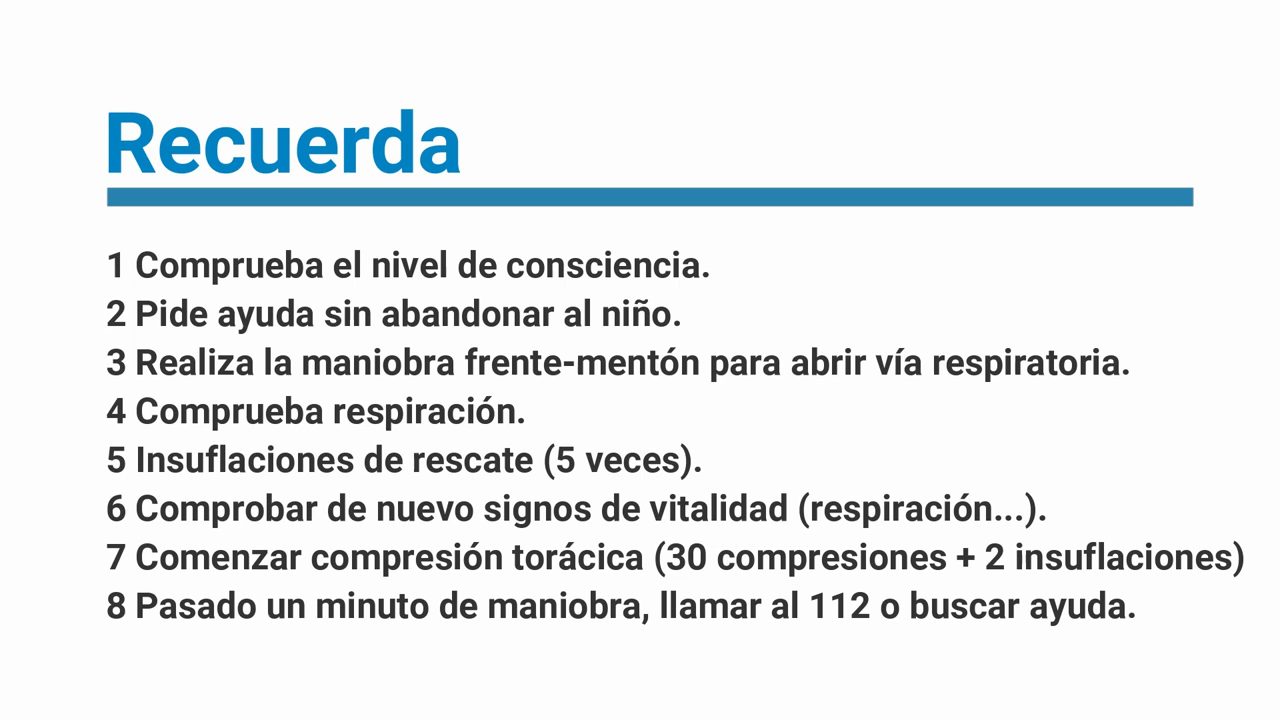 Recuerda
1 Comprueba el nivel de consciencia.
2 Pide ayuda sin abandonar al niño.
3 Realiza la maniobra frente-mentón para abrir vía respiratoria.
4 Comprueba respiración.
5 Insuflaciones de rescate (5 veces).
6 Comprobar de nuevo signos de vitalidad (respiración...).
7 Comenzar compresión torácica (30 compresiones + 2 insuflaciones)
8 Pasado un minuto de maniobra, llamar al 112 o buscar ayuda.